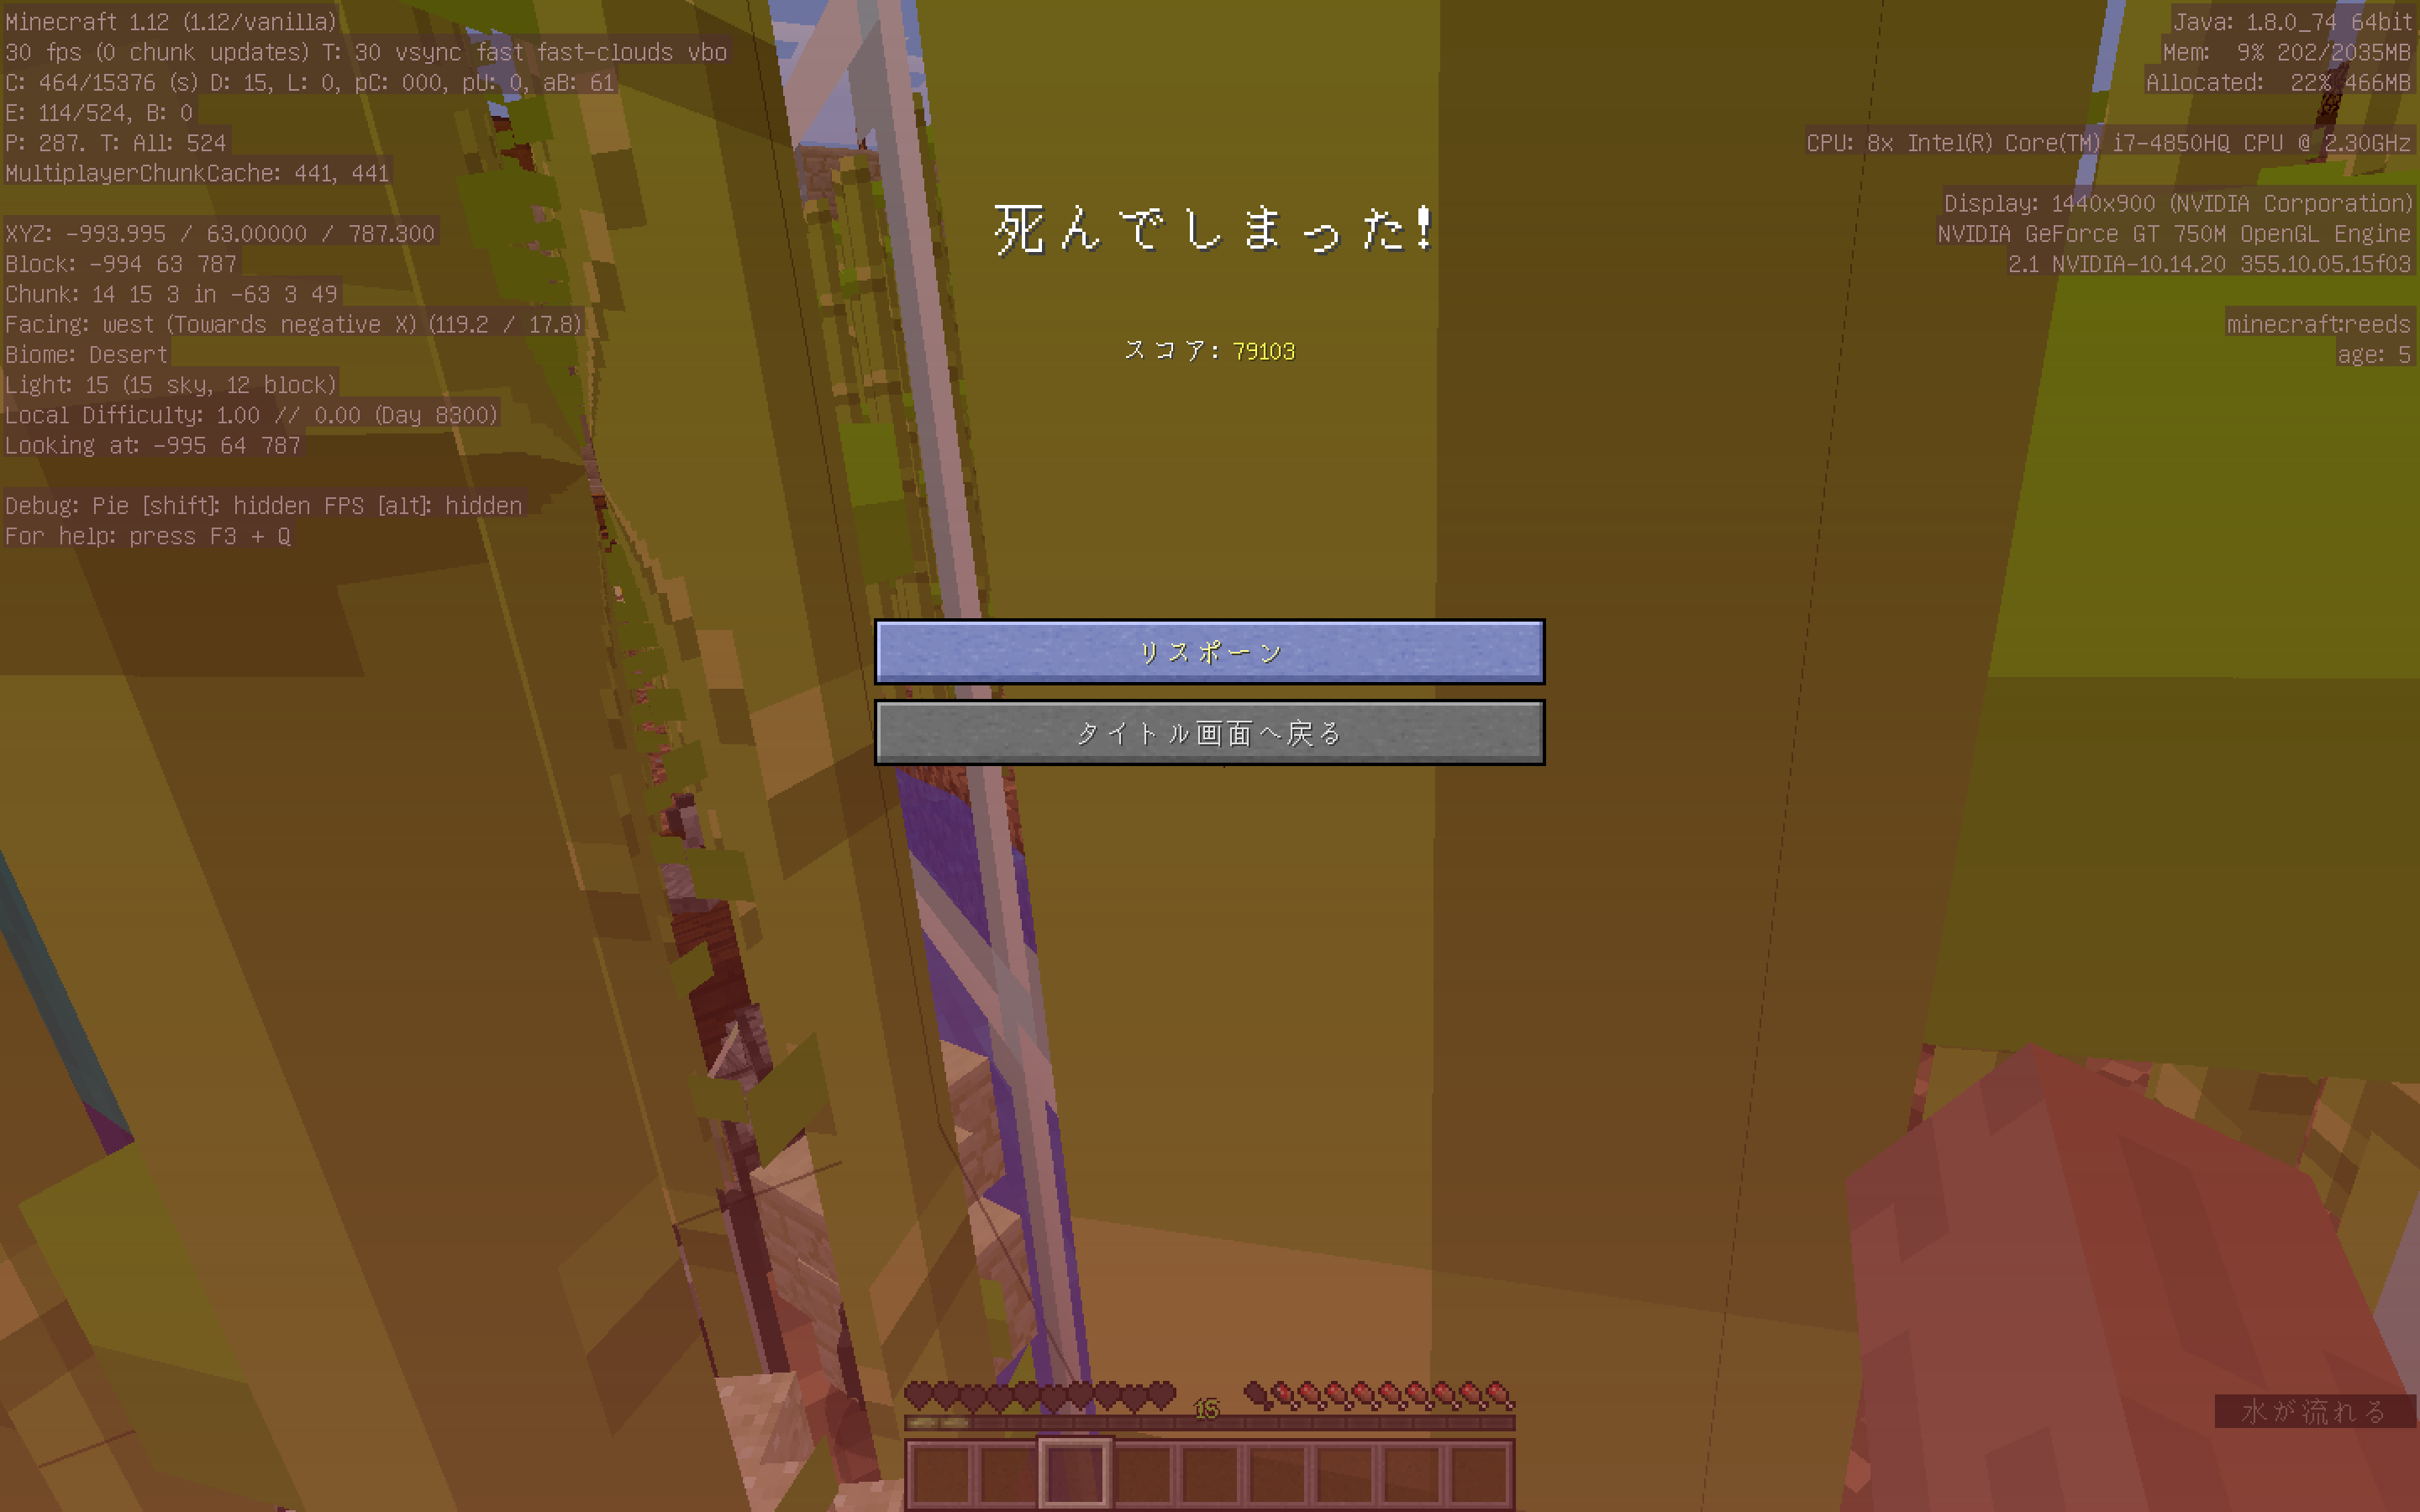 Minecraft 1.12 (1.12/vanilla)
30 fps (0 chunk updates) T: 30 vsync fast fast-clouds vbo
C: 464/15376 (s) D: 15, L: 0, pC: 000, pU: 0, aB: 61
E: 114/524, B: 0
P: 287. T: All: 524
MultiplayerChunkCache: 441, 441
XYZ: -993.995 / 63.00000 / 787.300
Block: -994 63 787
Chunk: 14 15 3 in -63 3 49
Facing: west (Towards negative X) (119.2 / 17.8)
Biome: Desert
Light: 15 (15 sky, 12 block)
Local Difficulty: 1.00 // 0.00 (Day 8300)
Looking at: -995 64 787
Debug: Pie [shift]: hidden FPS [alt]: hidden
For help: press F3 + Q
Java: 1.8.0_74 64bit
Mem: 9% 202/2035MB
Allocated: 22% 466MB
CPU: 8x Intel(R) Core(TM) i7-4850HQ CPU @ 2.30GHz
Display: 1440x900 (NVIDIA Corporation)
NVIDIA GeForce GT 750M OpenGL Engine
2.1 NVIDIA-10.14.20 355.10.05.15f03
minecraft:reeds
age: 5
死んでしまった!
スコア: 79103
リスポーン
タイトル画面へ戻る
15
水が流れる